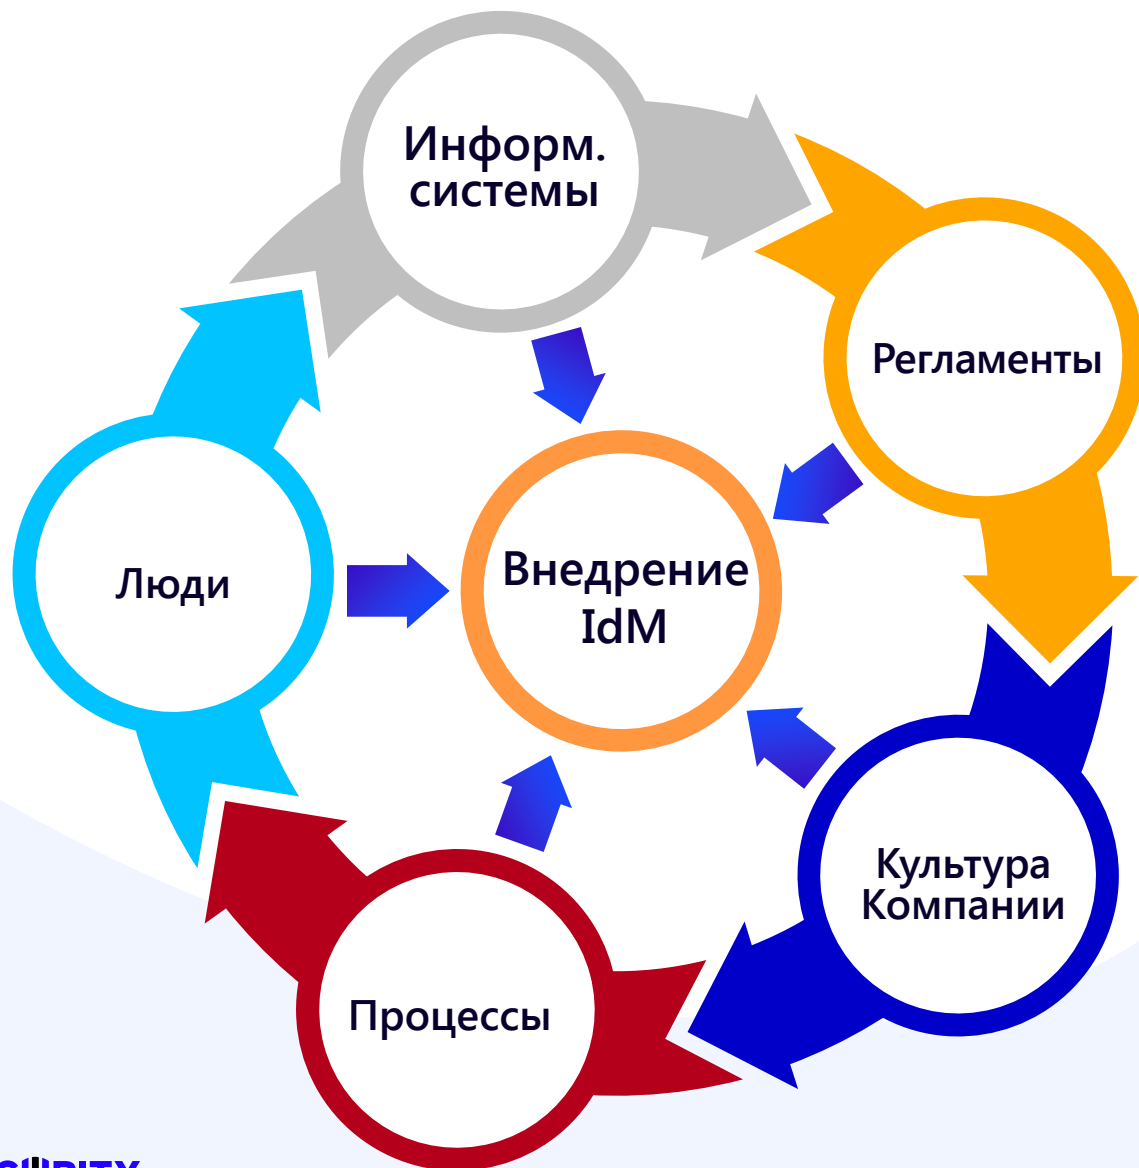 Информ.
системы
Регламенты
Люди
Внедрение
IdM
Культура
Компании
Процессы